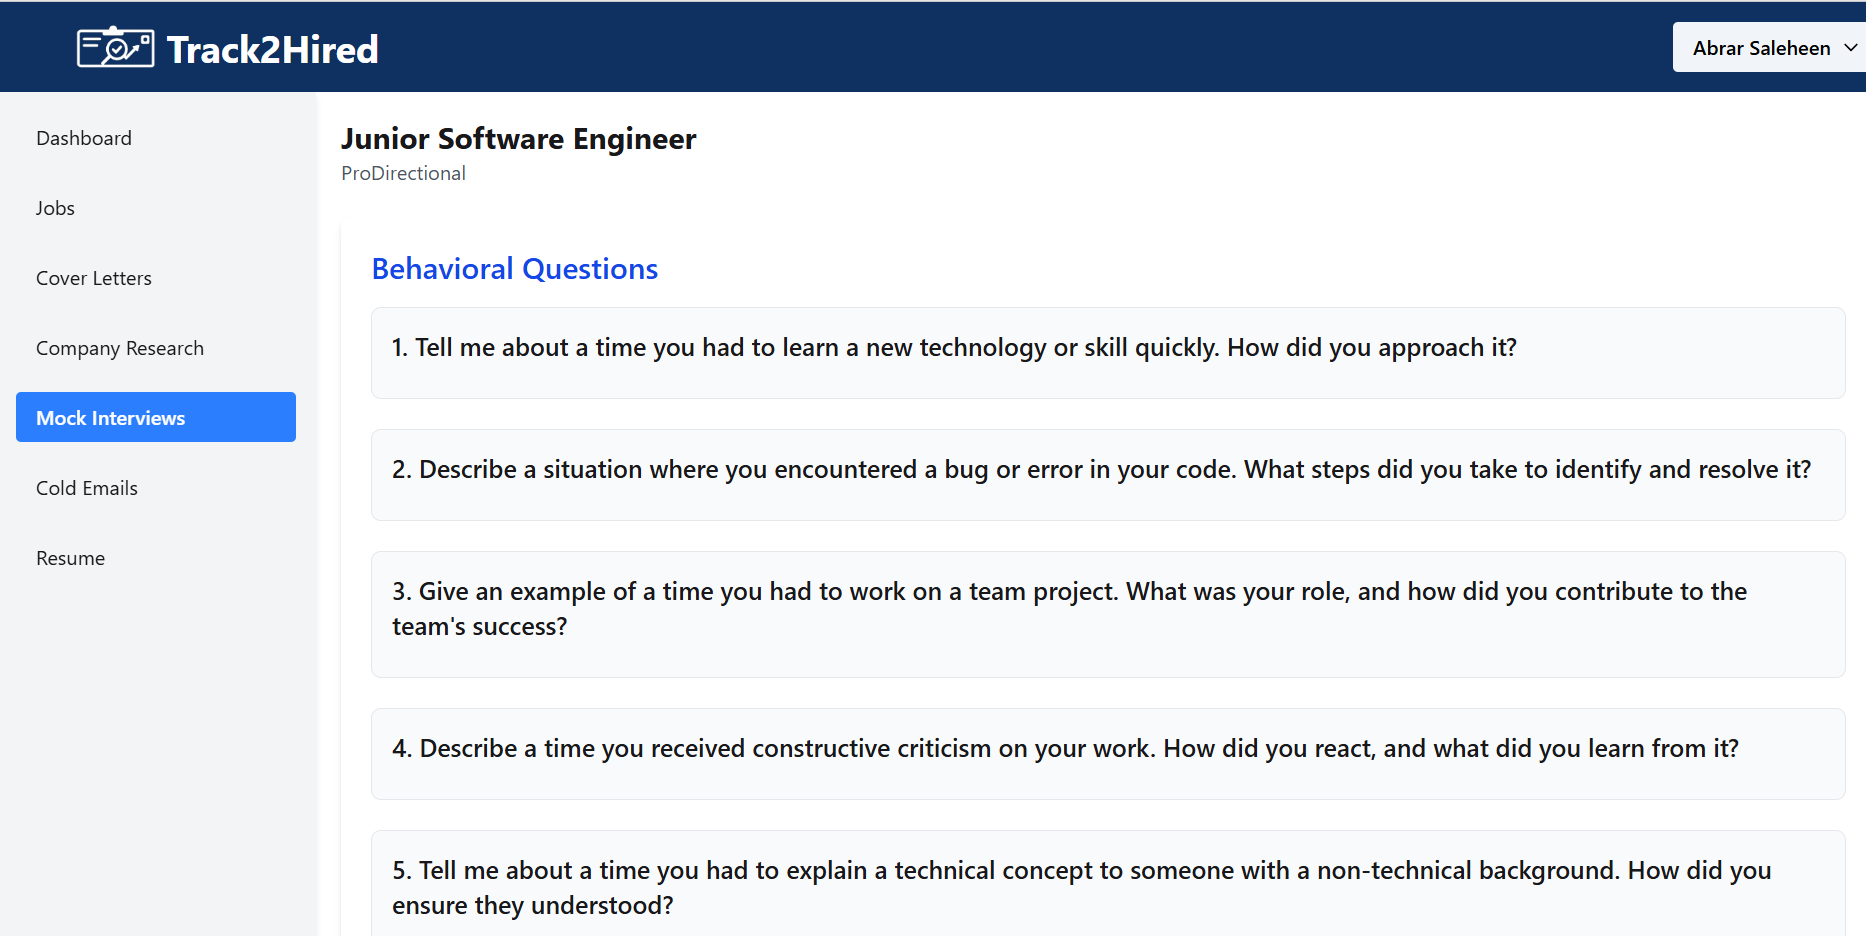 Track2Hired
Abrar Saleheen
Dashboard
Jobs
Cover Letters
Company Research
Mock Interviews
Cold Emails
Resume
Junior Software Engineer
ProDirectional
Behavioral Questions
1. Tell me about a time you had to learn a new technology or skill quickly. How did you approach it?
2. Describe a situation where you encountered a bug or error in your code. What steps did you take to identify and resolve it?
3. Give an example of a time you had to work on a team project. What was your role, and how did you contribute to the
team's success?
4. Describe a time you received constructive criticism on your work. How did you react, and what did you learn from it?
5. Tell me about a time you had to explain a technical concept to someone with a non-technical background. How did you
ensure they understood?